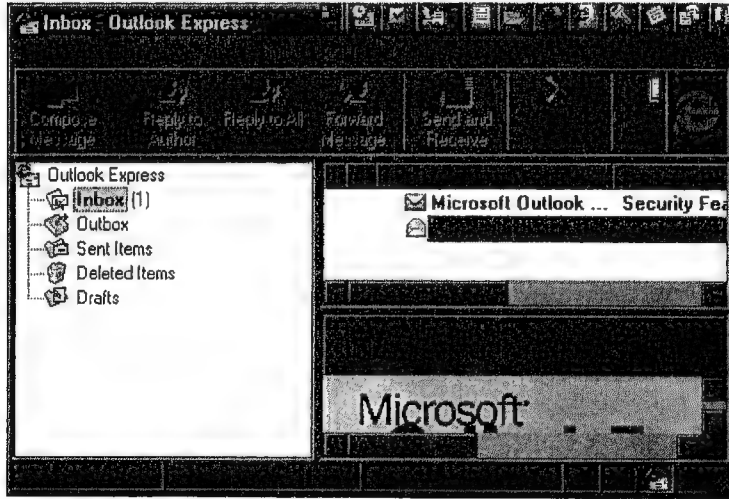 Inbox - Outlook Express
Compose Message
Reply to Author
Reply to All
Forward Message
Send and Receive
Outlook Express
Inbox (1)
Outbox
Sent Items
Deleted Items
Drafts
Microsoft Outlook ... Security Fea
Microsoft